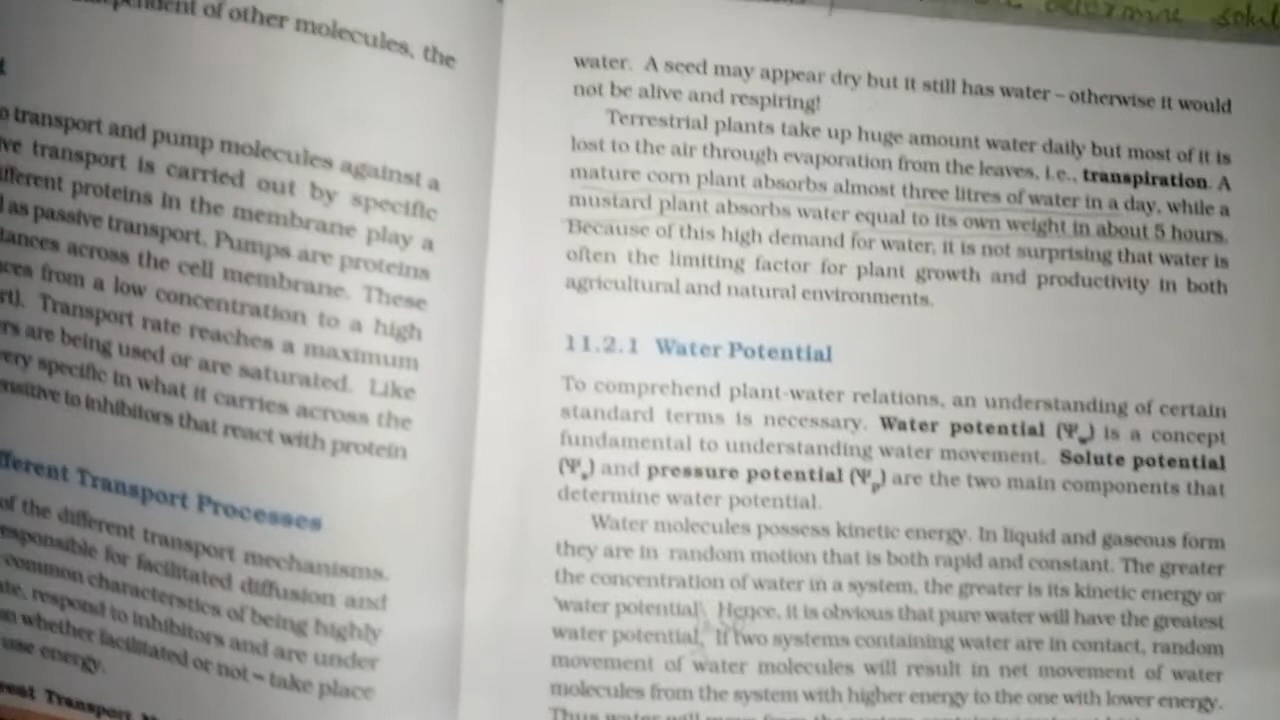 of other molecules, the
transport and pump molecules against a
transport is carried out by specific
proteins in the membrane play a
as passive transport. Pumps are proteins
across the cell membrane. These
from a low concentration to a high
Transport rate reaches a maximum
are being used or are saturated. Like
very specific in what it carries across the
to inhibitors that react with protein
Transport Processes
of the different transport mechanisms.
for facilitated diffusion and
common characterstics of being highly
respond to inhibitors and are under
whether facilitated or not – take place
use energy.
Transport
water. A seed may appear dry but it still has water – otherwise it would
not be alive and respiring!
Terrestrial plants take up huge amount water daily but most of it is
lost to the air through evaporation from the leaves, i.e., transpiration. A
mature corn plant absorbs almost three litres of water in a day, while a
mustard plant absorbs water equal to its own weight in about 5 hours.
Because of this high demand for water, it is not surprising that water is
often the limiting factor for plant growth and productivity in both
agricultural and natural environments.
11.2.1 Water Potential
To comprehend plant-water relations, an understanding of certain
standard terms is necessary. Water potential (Ψw) is a concept
fundamental to understanding water movement. Solute potential
(Ψs) and pressure potential (Ψp) are the two main components that
determine water potential.
Water molecules possess kinetic energy. In liquid and gaseous form
they are in random motion that is both rapid and constant. The greater
the concentration of water in a system, the greater is its kinetic energy or
'water potential'. Hence, it is obvious that pure water will have the greatest
water potential. If two systems containing water are in contact, random
movement of water molecules will result in net movement of water
molecules from the system with higher energy to the one with lower energy.
Thus water will move from the system